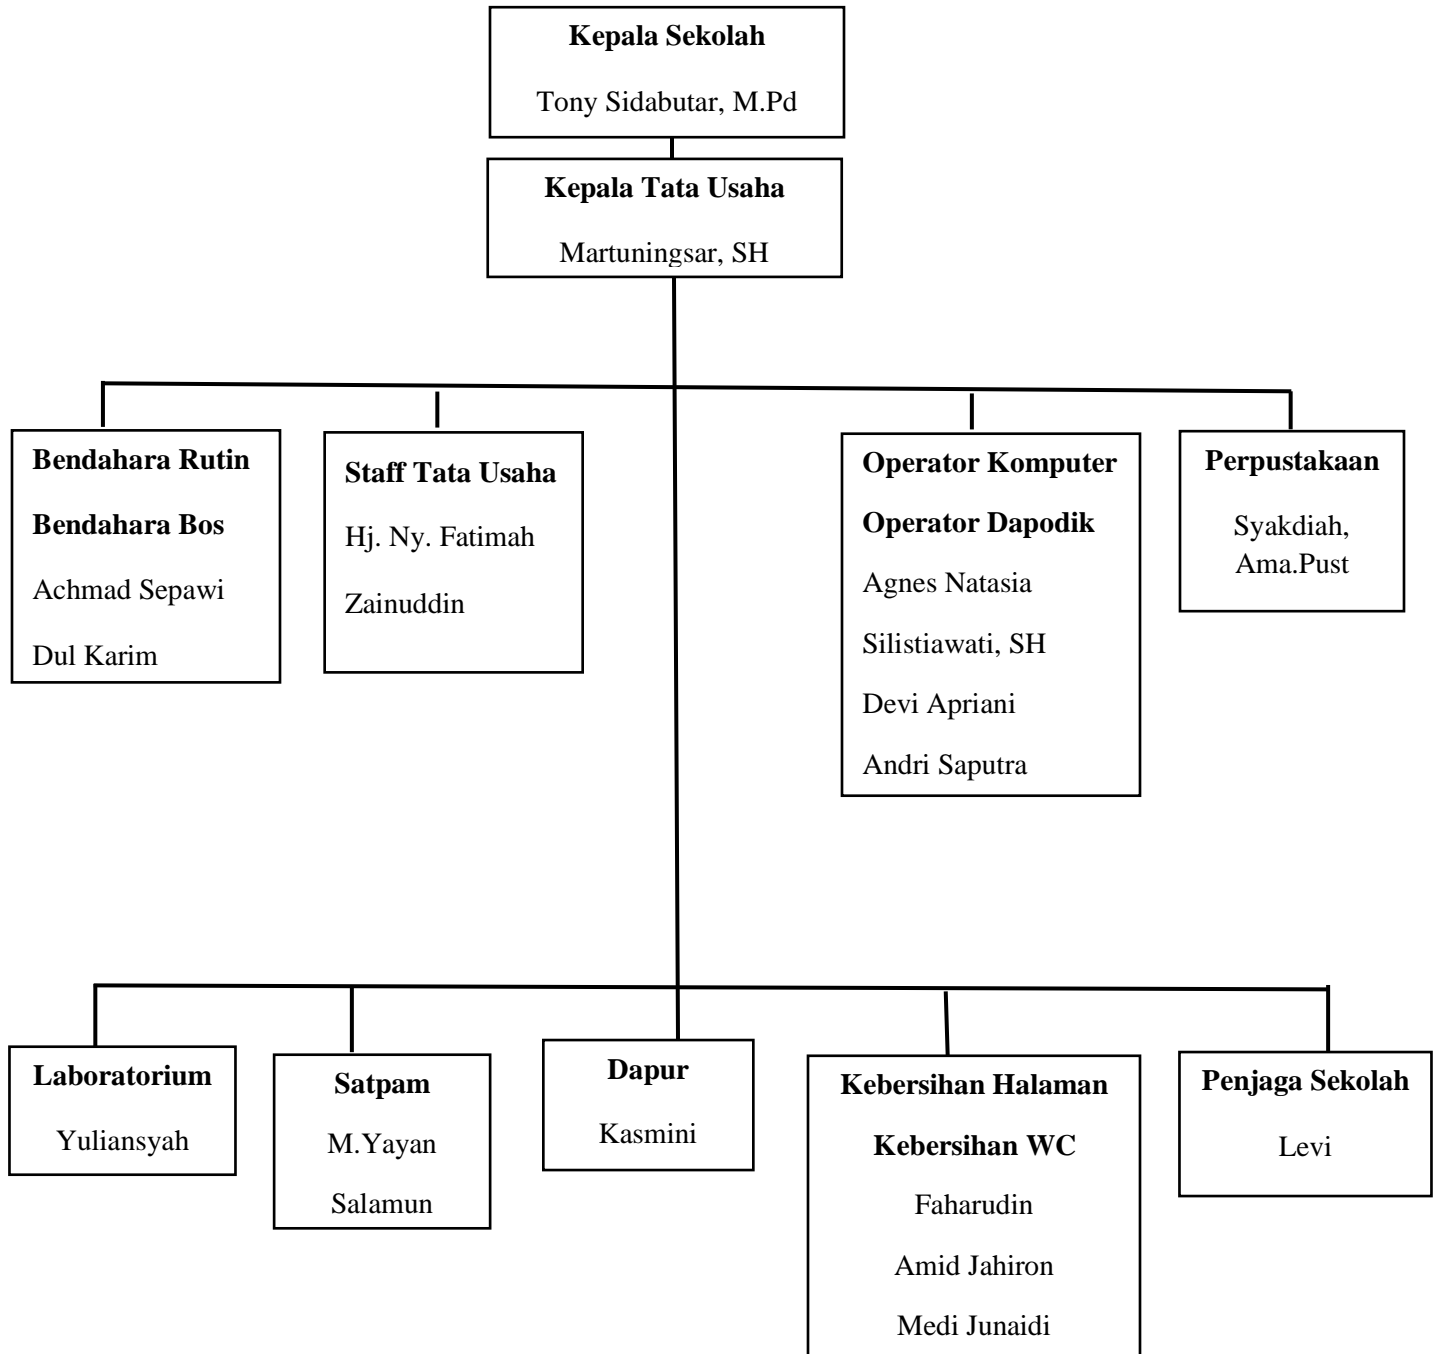 Kepala Sekolah
Tony Sidabutar, M.Pd
Kepala Tata Usaha
Martuningsar, SH
Bendahara Rutin
Bendahara Bos
Achmad Sepawi
Dul Karim
Staff Tata Usaha
Hj. Ny. Fatimah
Zainuddin
Operator Komputer
Operator Dapodik
Agnes Natasia
Silistiawati, SH
Devi Apriani
Andri Saputra
Perpustakaan
Syakdiah,
Ama.Pust
Laboratorium
Yuliansyah
Satpam
M.Yayan
Salamun
Dapur
Kasmini
Kebersihan Halaman
Kebersihan WC
Faharudin
Amid Jahiron
Medi Junaidi
Penjaga Sekolah
Levi